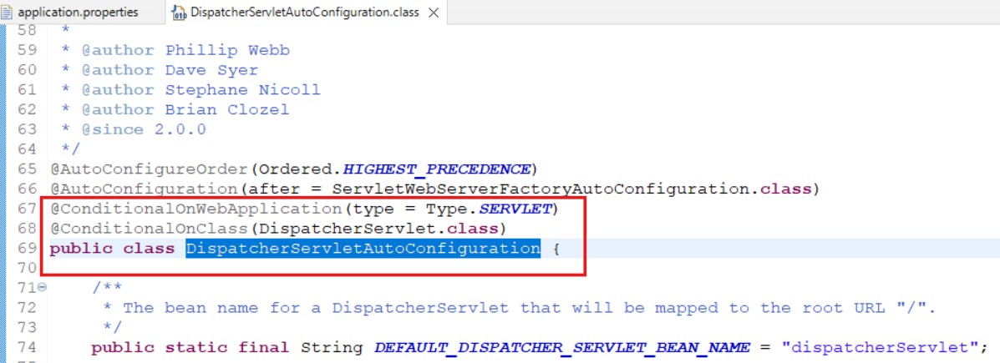 application.properties
DispatcherServletAutoConfiguration.class
58 *
59 * @author Phillip Webb
60 * @author Dave Syer
61 * @author Stephane Nicoll
62 * @author Brian Clozel
63 * @since 2.0.0
64 */
65 @AutoConfigureOrder(Ordered.HIGHEST_PRECEDENCE)
66 @AutoConfiguration(after = ServletWebServerFactoryAutoConfiguration.class)
67 @ConditionalOnWebApplication(type = Type.SERVLET)
68 @ConditionalOnClass(DispatcherServlet.class)
69 public class DispatcherServletAutoConfiguration {
70
71 /**
72 * The bean name for a DispatcherServlet that will be mapped to the root URL "/".
73 */
74 public static final String DEFAULT_DISPATCHER_SERVLET_BEAN_NAME = "dispatcherServlet";